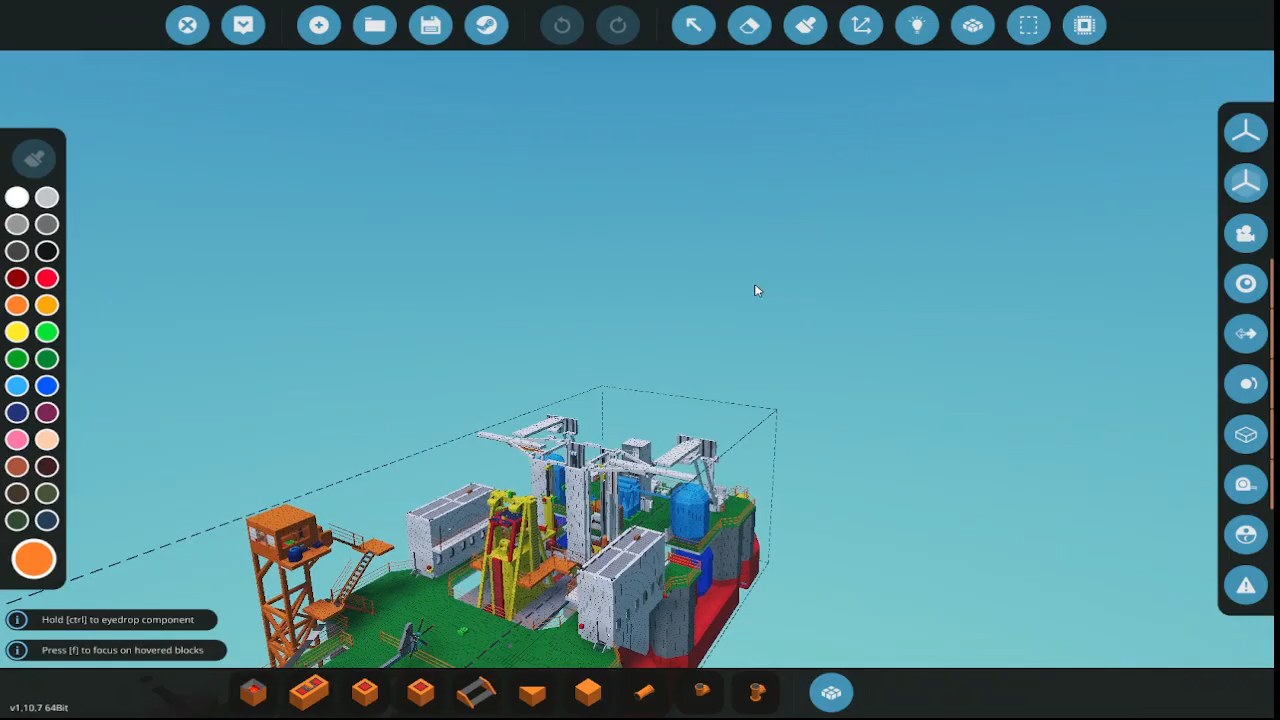 Hold [ctrl] to eyedrop component
Press [f] to focus on hovered blocks
v1.10.7 64Bit